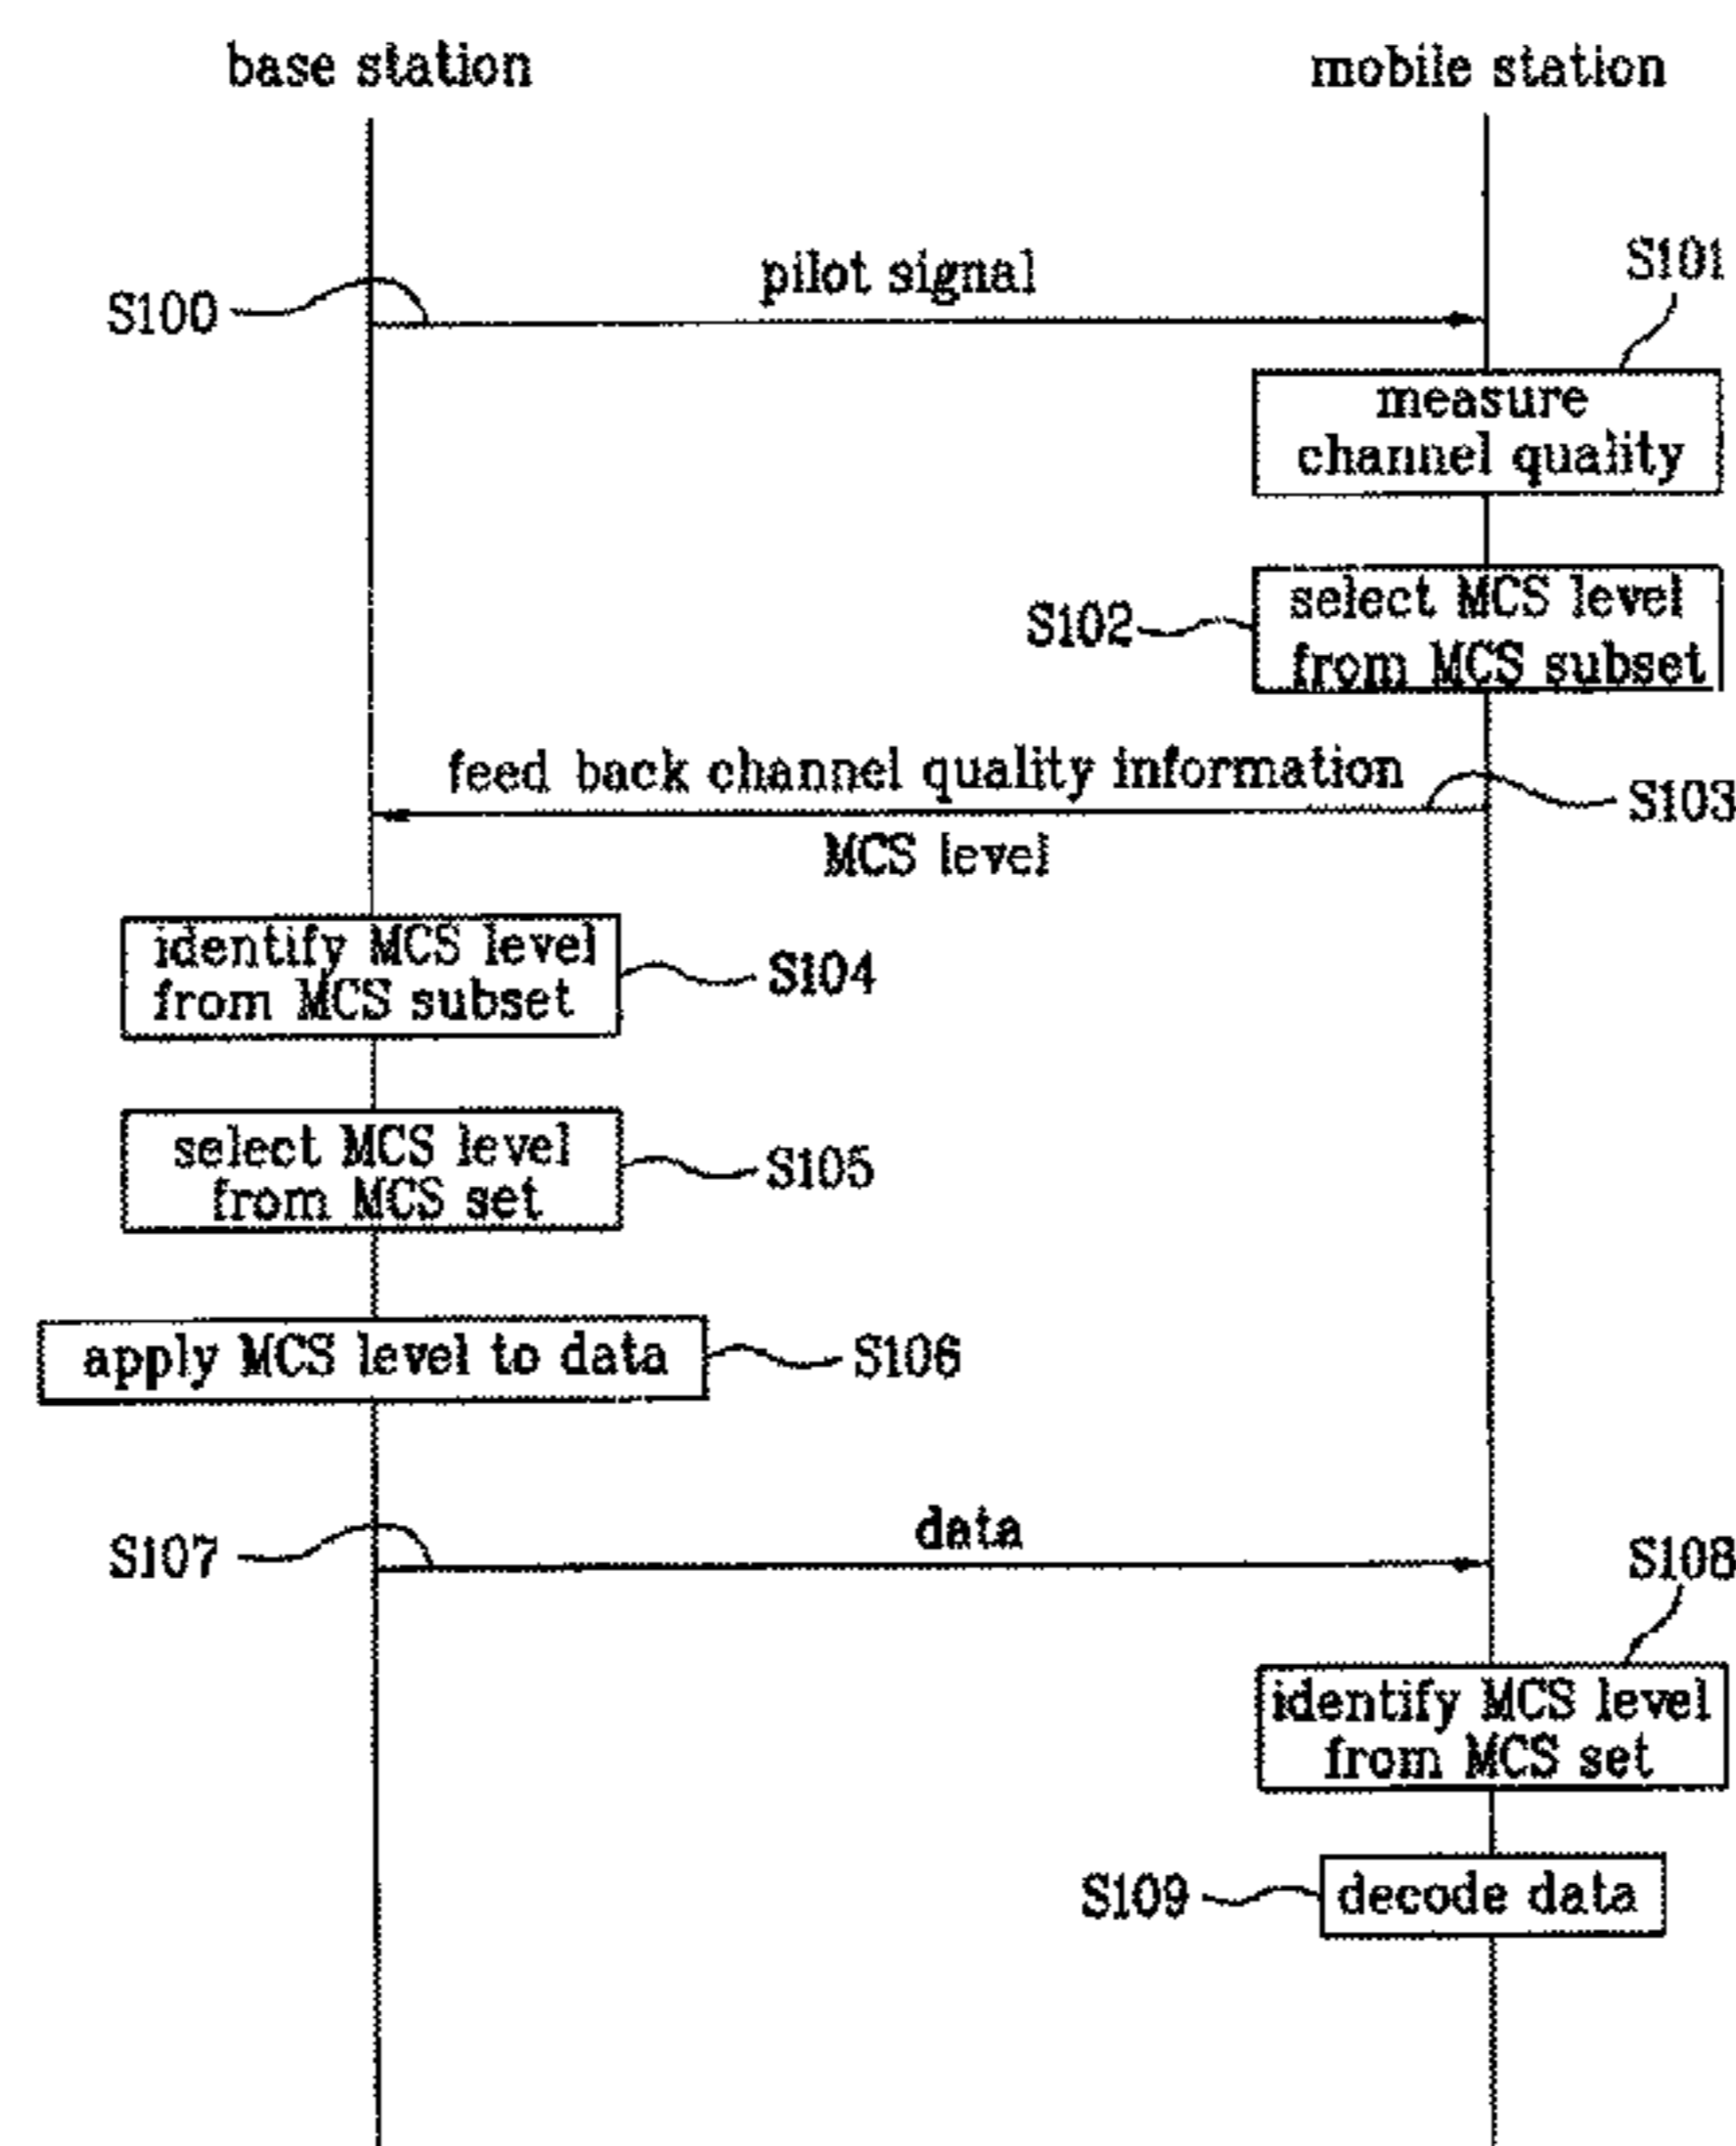 base station
mobile station
S100
pilot signal
S101
measure
channel quality
S102
select MCS level
from MCS subset
feed back channel quality information
S103
MCS level
identify MCS level
from MCS subset
S104
select MCS level
from MCS set
S105
apply MCS level to data
S106
S107
data
S108
identify MCS level
from MCS set
S109
decode data